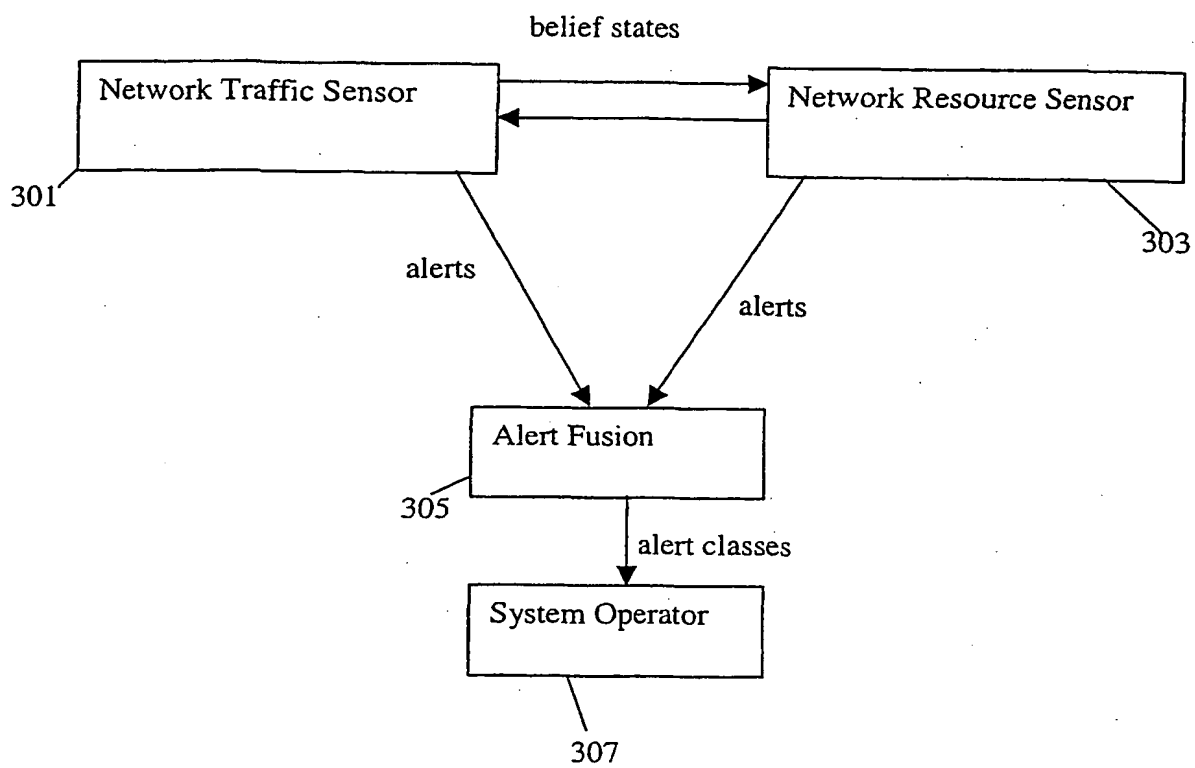 belief states
Network Traffic Sensor
Network Resource Sensor
301
303
alerts
alerts
Alert Fusion
305
alert classes
System Operator
307